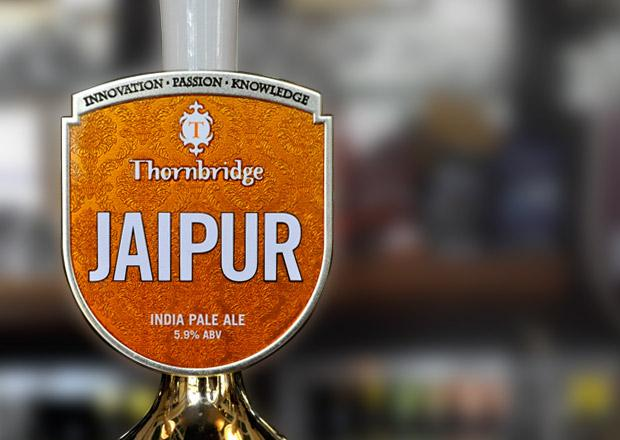 INNOVATION · PASSION · KNOWLEDGE
T
Thornbridge
JAIPUR
INDIA PALE ALE
5.9% ABV